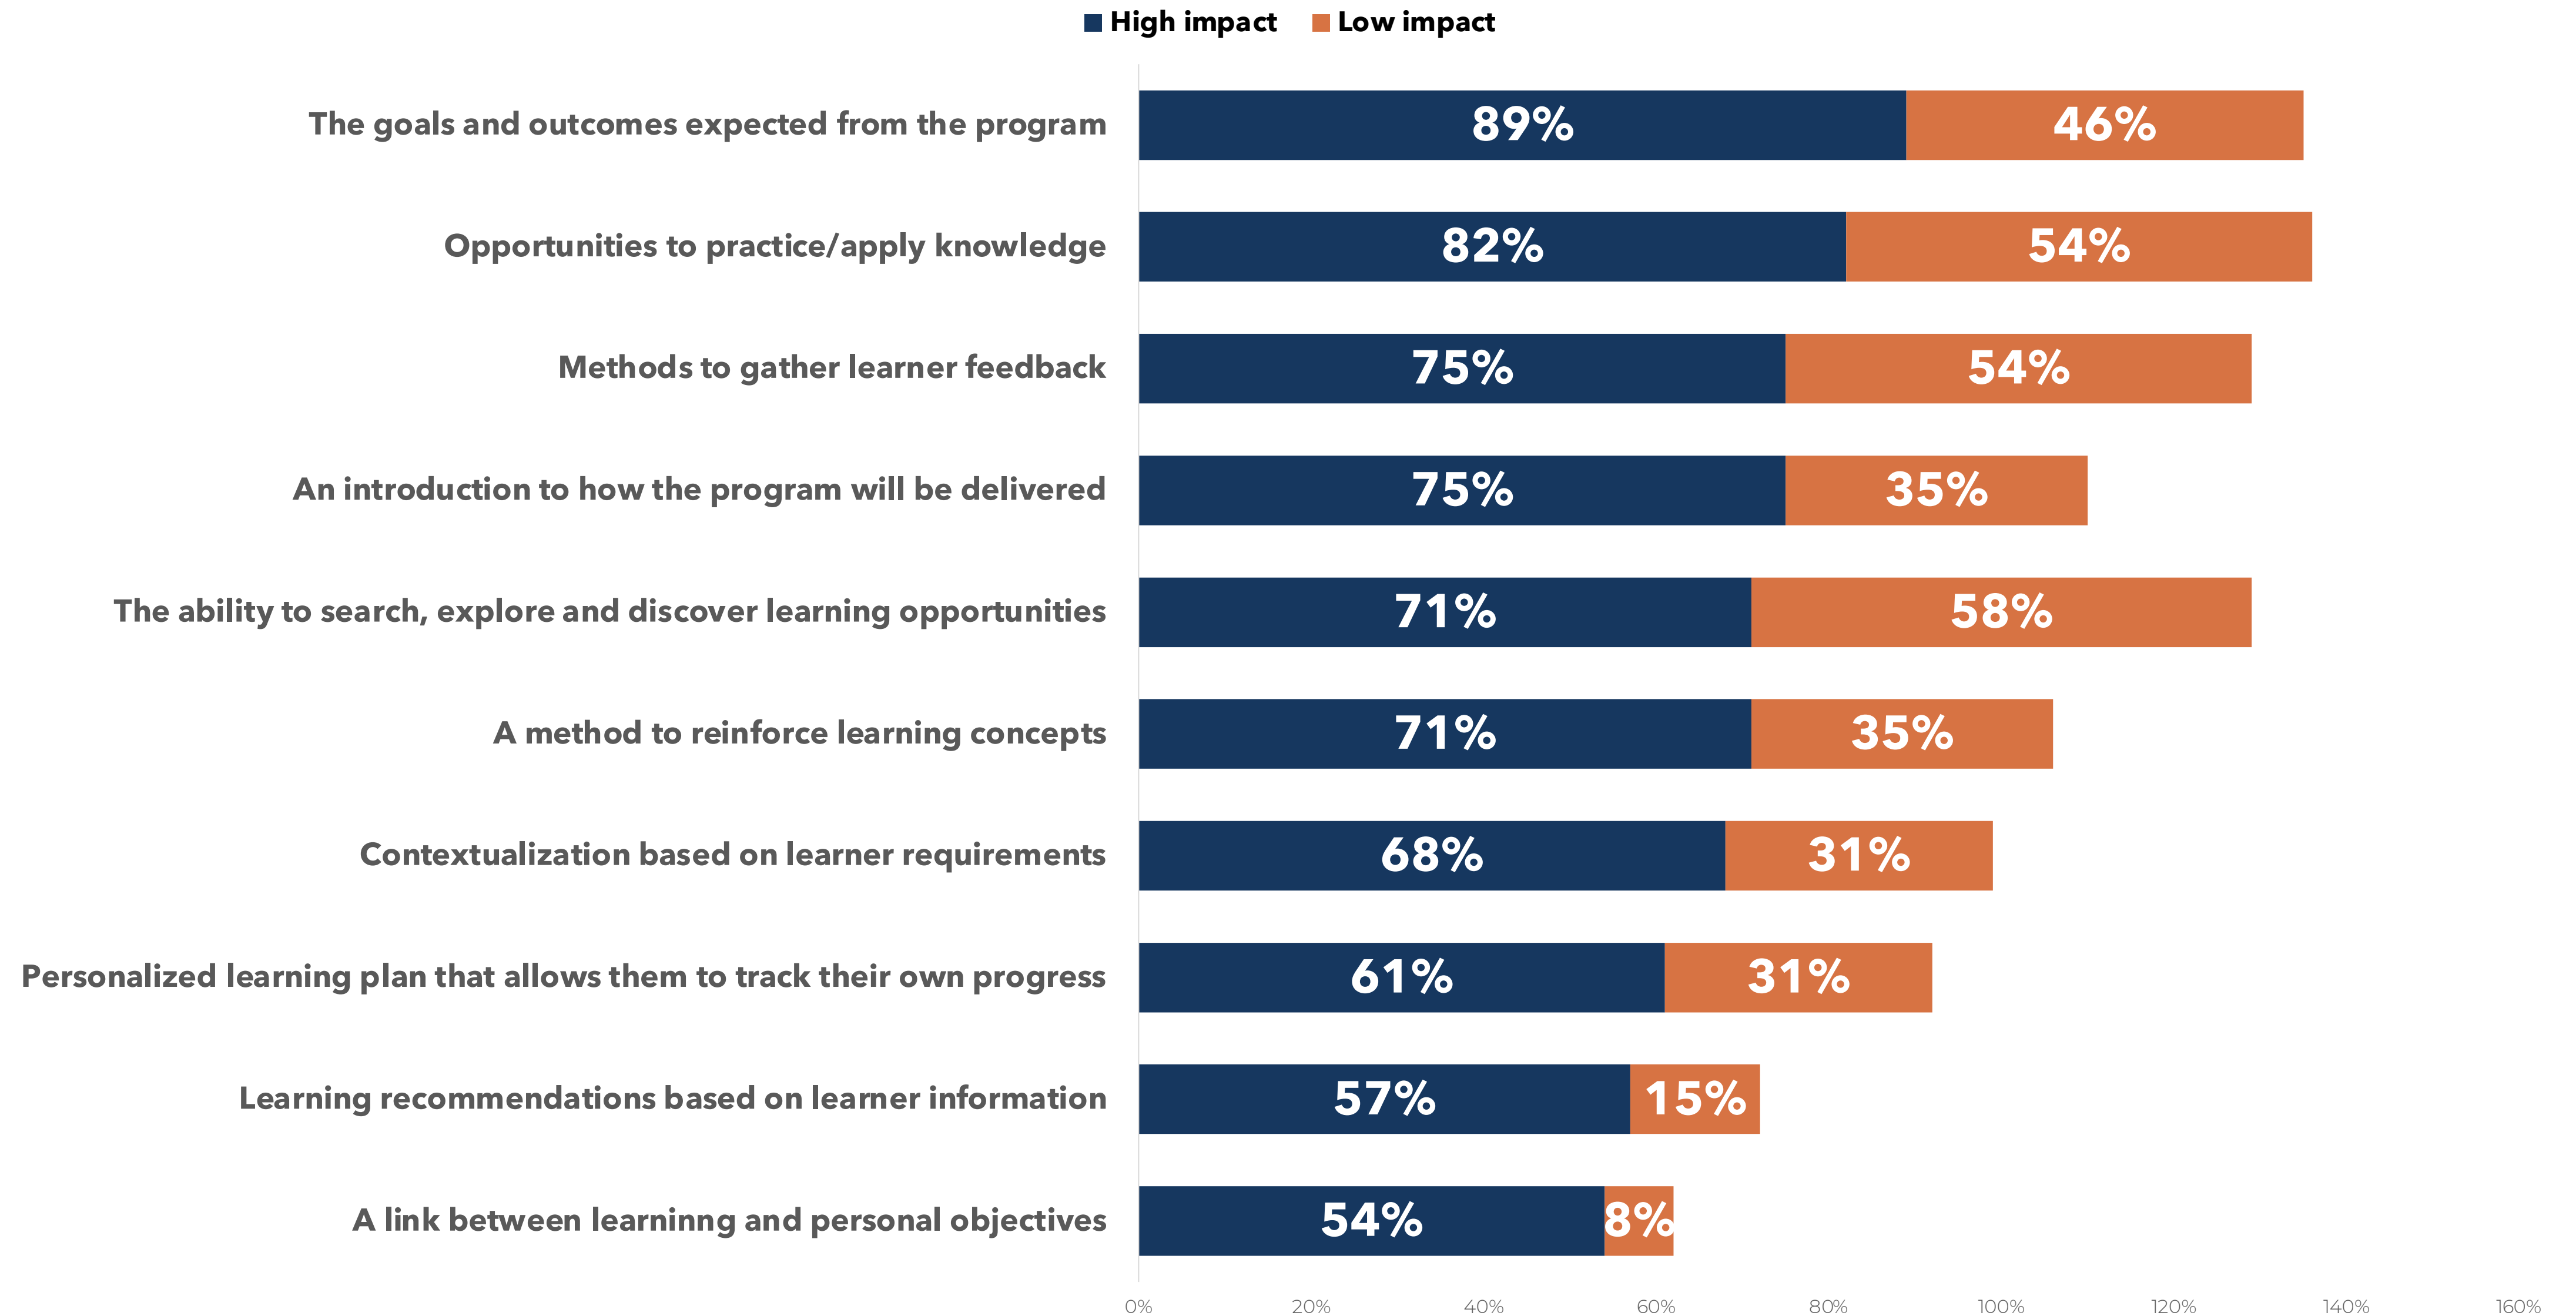 High impact Low impact
The goals and outcomes expected from the program 89% 46%
Opportunities to practice/apply knowledge 82% 54%
Methods to gather learner feedback 75% 54%
An introduction to how the program will be delivered 75% 35%
The ability to search, explore and discover learning opportunities 71% 58%
A method to reinforce learning concepts 71% 35%
Contextualization based on learner requirements 68% 31%
Personalized learning plan that allows them to track their own progress 61% 31%
Learning recommendations based on learner information 57% 15%
A link between learninng and personal objectives 54% 8%
0% 20% 40% 60% 80% 100% 120% 140% 160%